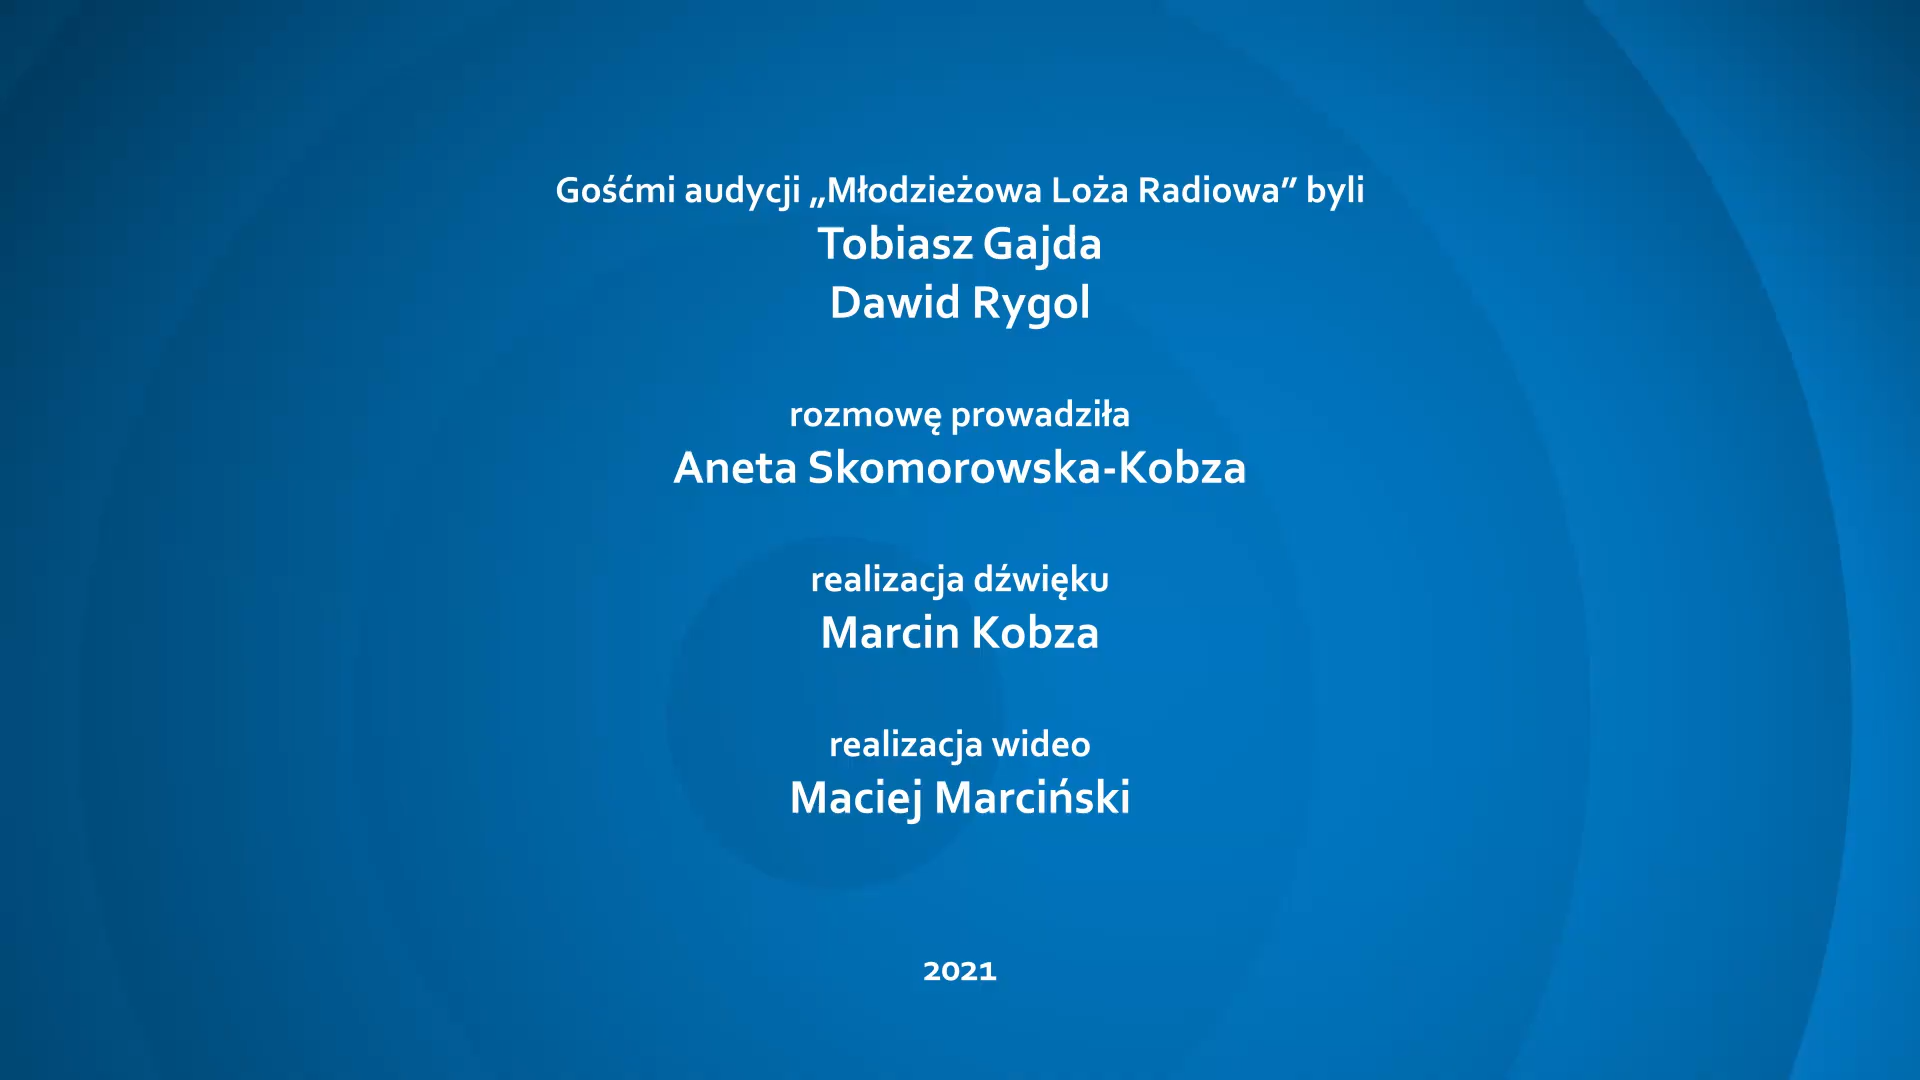 Gośćmi audycji „Młodzieżowa Loża Radiowa” byli
Tobiasz Gajda
Dawid Rygol
rozmowę prowadziła
Aneta Skomorowska-Kobza
realizacja dźwięku
Marcin Kobza
realizacja wideo
Maciej Marciński
2021